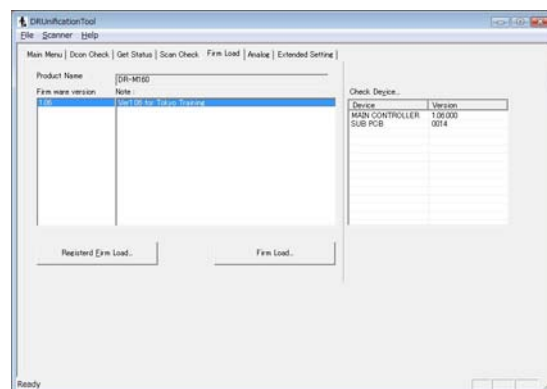 DRUnificationTool
File Scanner Help
Main Menu Dcon Check Get Status Scan Check Firm Load Analog Extended Setting
Product Name DR-M160
Firm ware version Note :
1.06 Ver1.06 for Tokyo Training
Check Device...
Device Version
MAIN CONTROLLER 1.06.000
SUB PCB 0014
Registerd Firm Load... Firm Load...
Ready